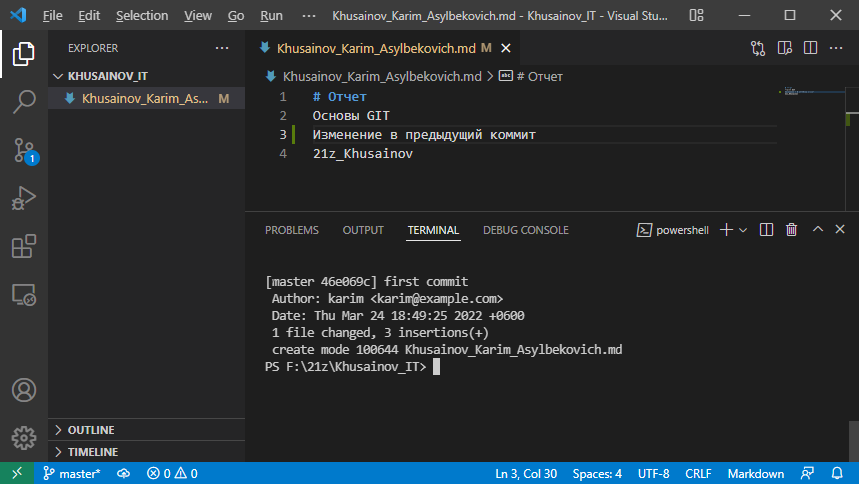 File Edit Selection View Go Run ··· Khusainov_Karim_Asylbekovich.md - Khusainov_IT - Visual Stu...
EXPLORER ···
KHUSAINOV_IT
Khusainov_Karim_As... M
1
Khusainov_Karim_Asylbekovich.md M
Khusainov_Karim_Asylbekovich.md > # Отчет
1 # Отчет
2 Основы GIT
3 Изменение в предыдущий коммит
4 21z_Khusainov
PROBLEMS OUTPUT TERMINAL DEBUG CONSOLE powershell
[master 46e069c] first commit
Author: karim <karim@example.com>
Date: Thu Mar 24 18:49:25 2022 +0600
1 file changed, 3 insertions(+)
create mode 100644 Khusainov_Karim_Asylbekovich.md
PS F:\21z\Khusainov_IT>
OUTLINE
TIMELINE
master* 0 0 Ln 3, Col 30 Spaces: 4 UTF-8 CRLF Markdown